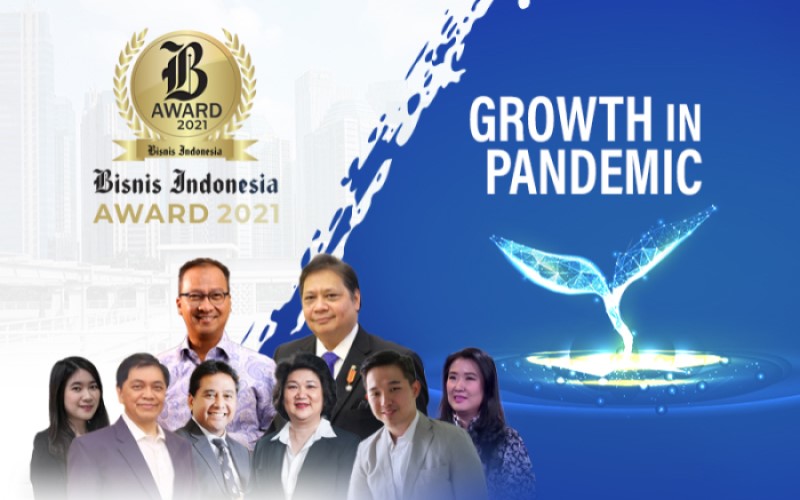 B
AWARD
2021
Bisnis Indonesia
Bisnis Indonesia
AWARD 2021
GROWTH IN
PANDEMIC